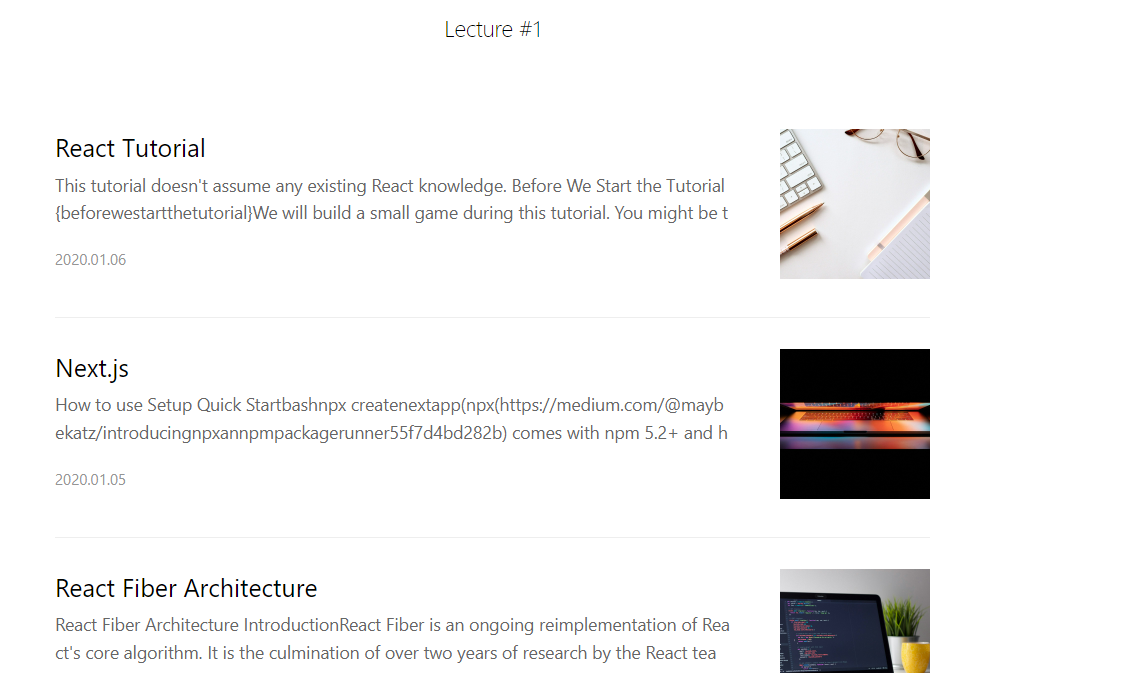 Lecture #1
React Tutorial
This tutorial doesn't assume any existing React knowledge. Before We Start the Tutorial
{beforewestartthetutorial}We will build a small game during this tutorial. You might be t
2020.01.06
Next.js
How to use Setup Quick Startbashnpx createnextapp(npx(https://medium.com/@mayb
ekatz/introducingnpxannpmpackagerunner55f7d4bd282b) comes with npm 5.2+ and h
2020.01.05
React Fiber Architecture
React Fiber Architecture IntroductionReact Fiber is an ongoing reimplementation of Rea
ct's core algorithm. It is the culmination of over two years of research by the React tea